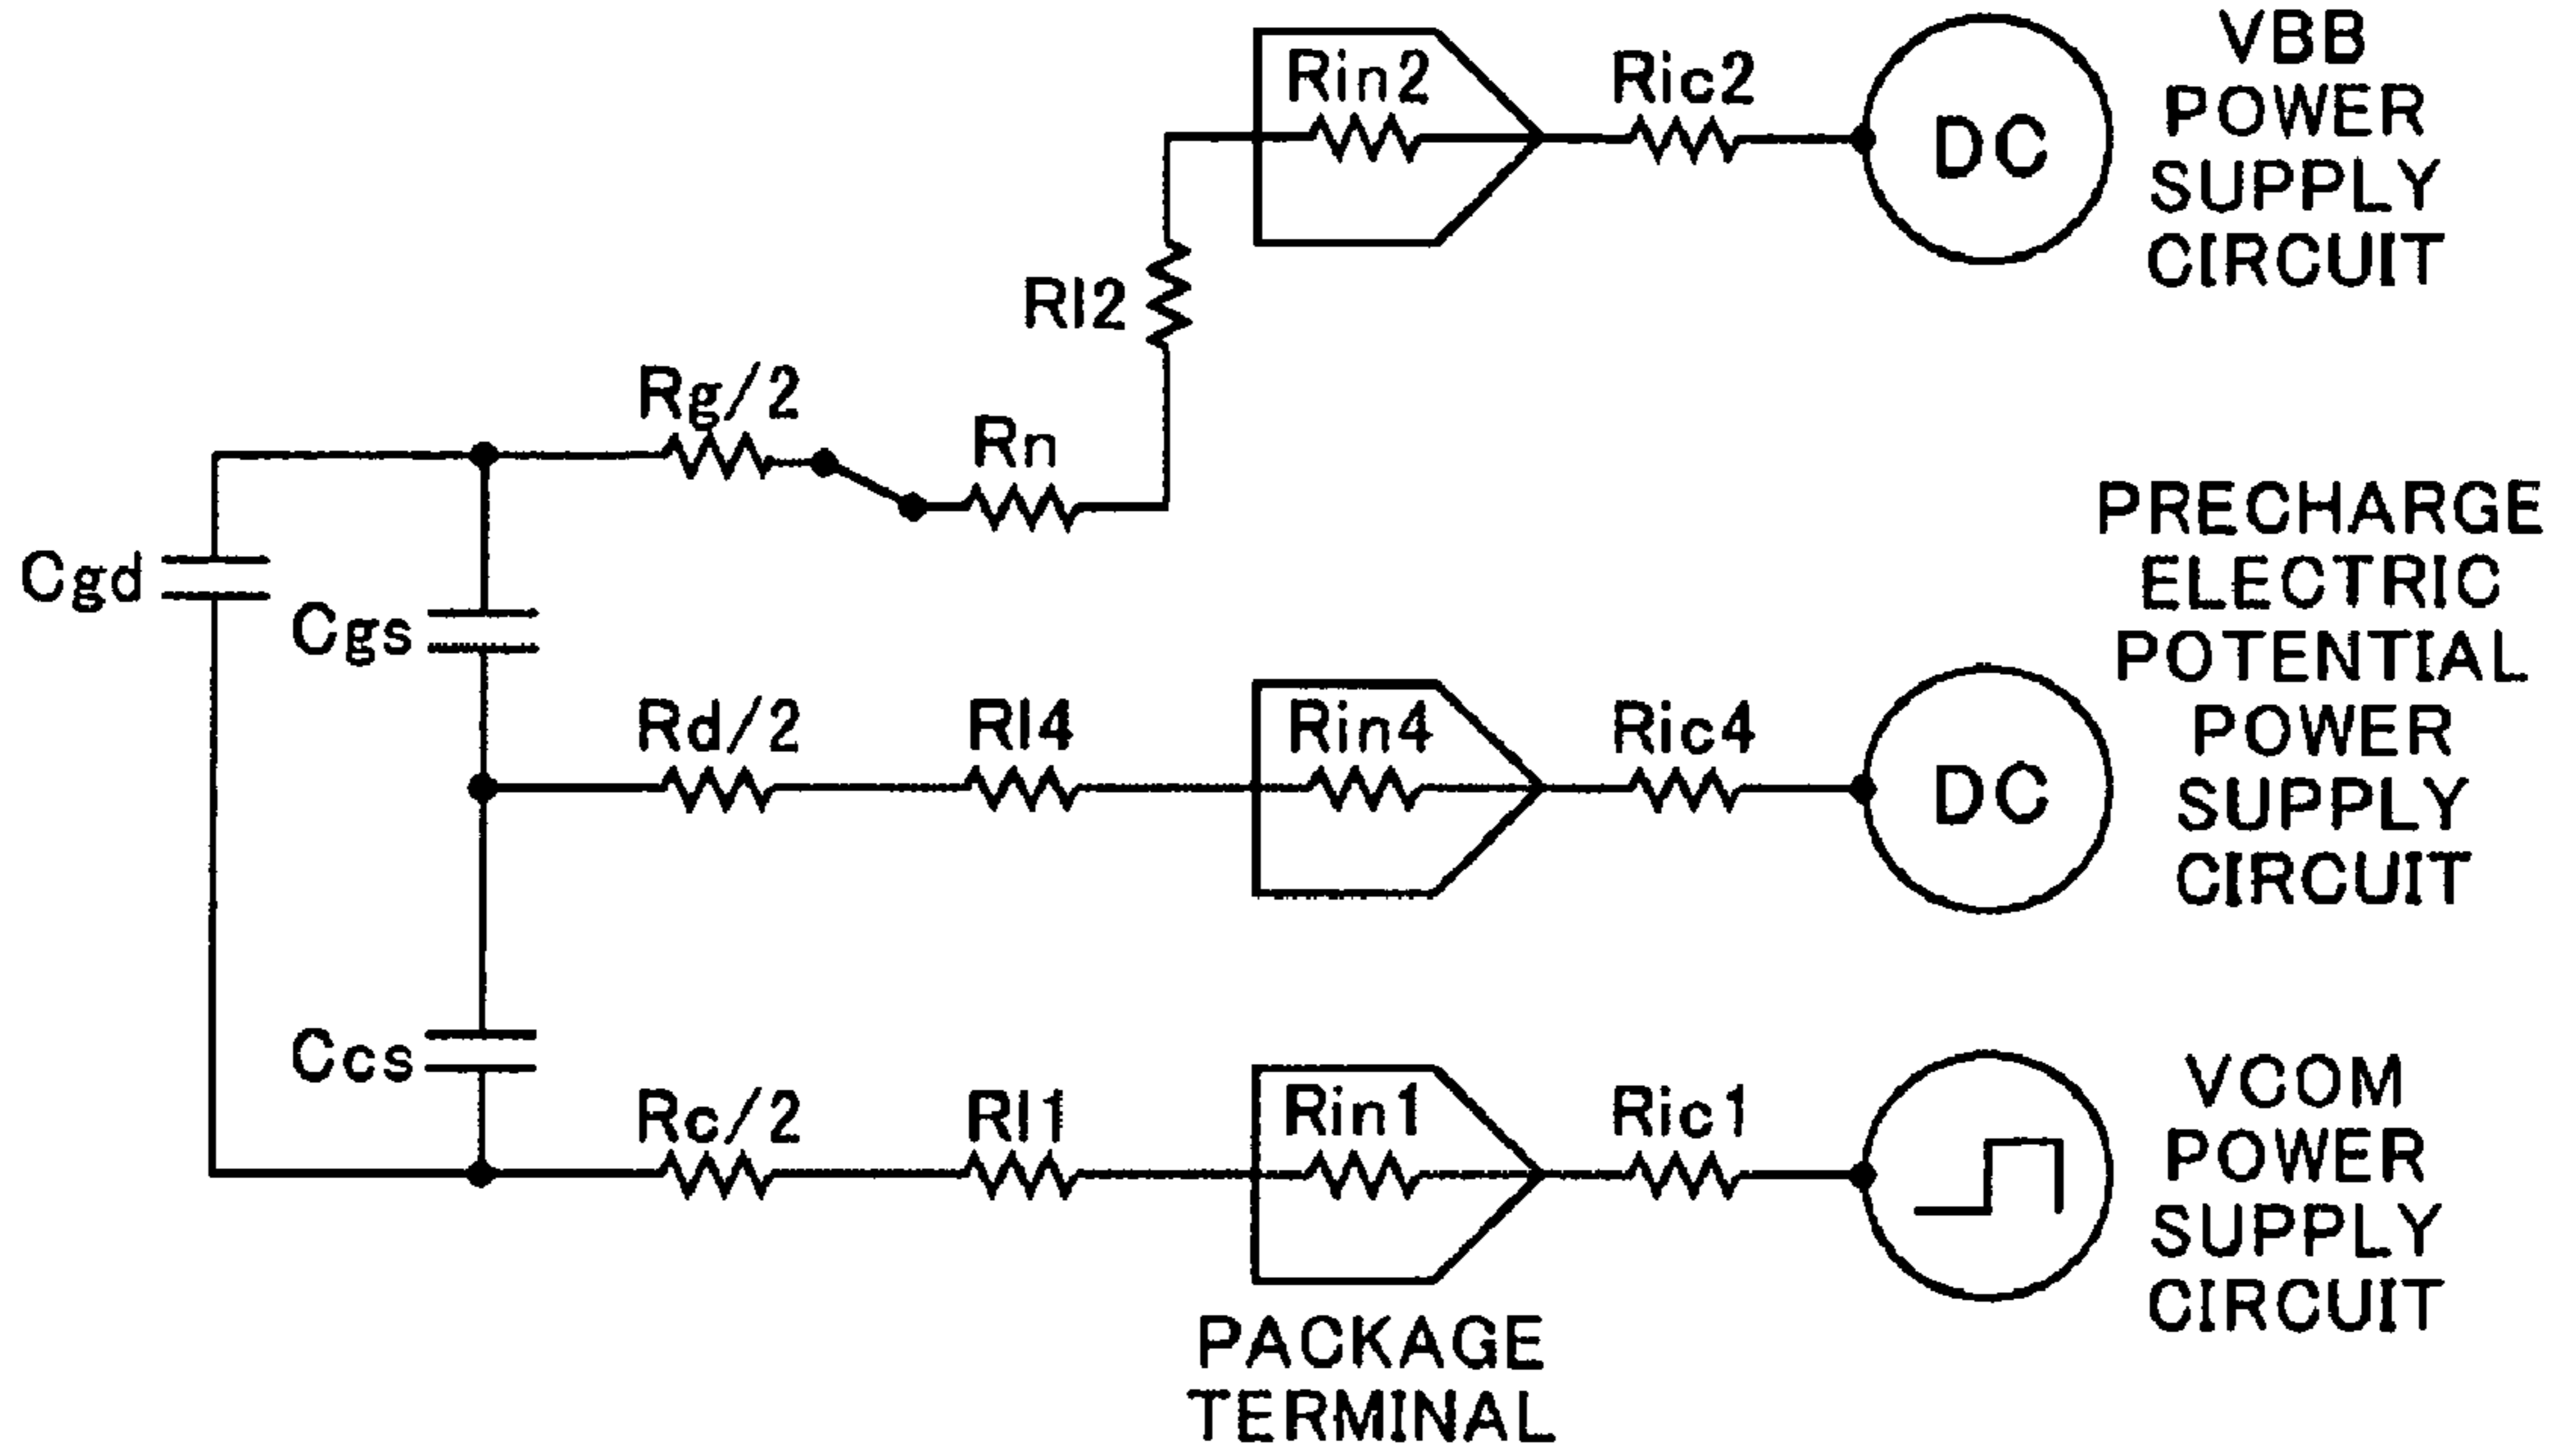 Rin2
Ric2
DC
VBB
POWER
SUPPLY
CIRCUIT
Rl2
Rg/2
Rn
Cgd
Cgs
Rd/2
Rl4
Rin4
Ric4
DC
PRECHARGE
ELECTRIC
POTENTIAL
POWER
SUPPLY
CIRCUIT
Ccs
Rc/2
Rl1
Rin1
Ric1
VCOM
POWER
SUPPLY
CIRCUIT
PACKAGE
TERMINAL